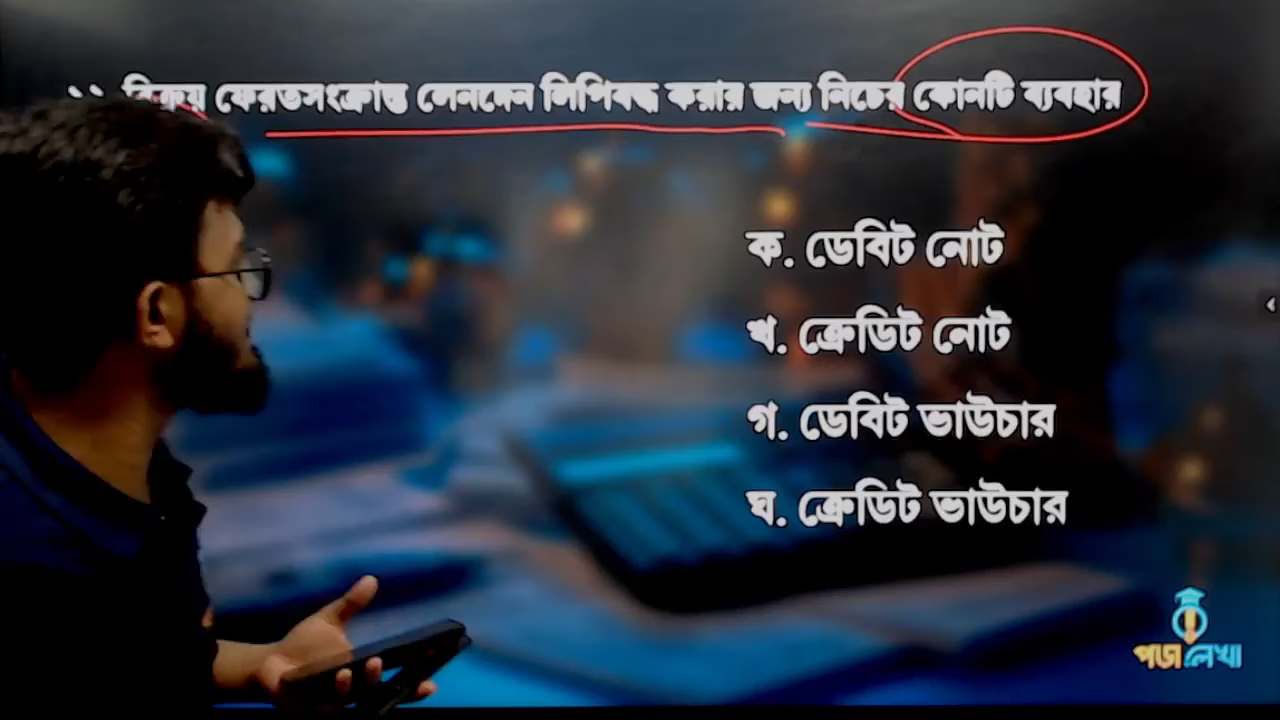 বিক্রয় ফেরতসংক্রান্ত লেনদেন লিপিবদ্ধ করার জন্য নিচের কোনটি ব্যবহার
ক. ডেবিট নোট
খ. ক্রেডিট নোট
গ. ডেবিট ভাউচার
ঘ. ক্রেডিট ভাউচার
পড়ালেখা